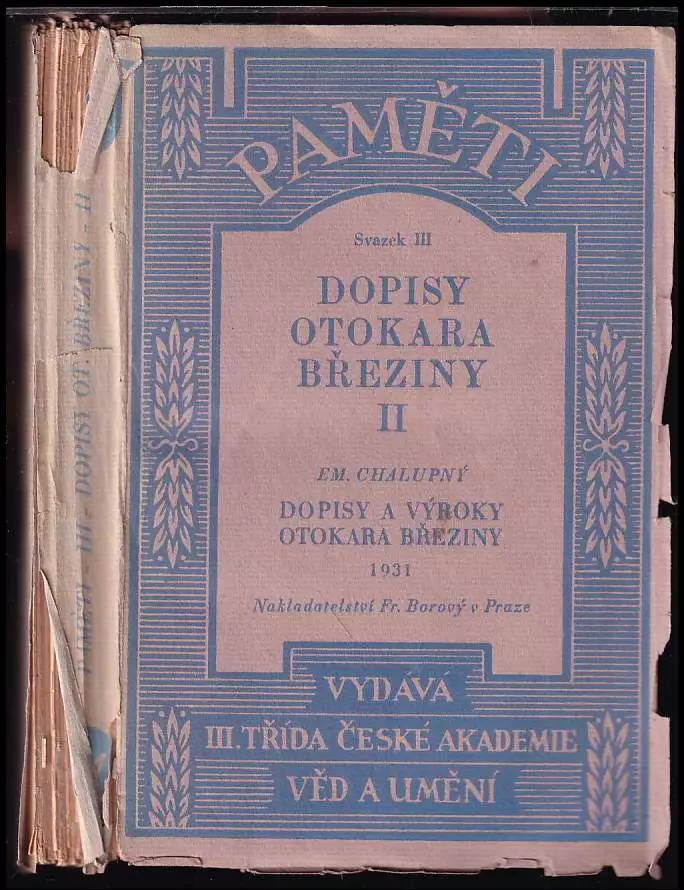 PAMĚTI
Svazek III
DOPISY
OTOKARA
BŘEZINY
II
EM. CHALUPNÝ
DOPISY A VÝROKY
OTOKARA BŘEZINY
1931
Nakladatelství Fr. Borový v Praze
VYDÁVÁ
III. TŘÍDA ČESKÉ AKADEMIE
VĚD A UMĚNÍ
PAMĚTI - III - DOPISY OT. BŘEZINY - II